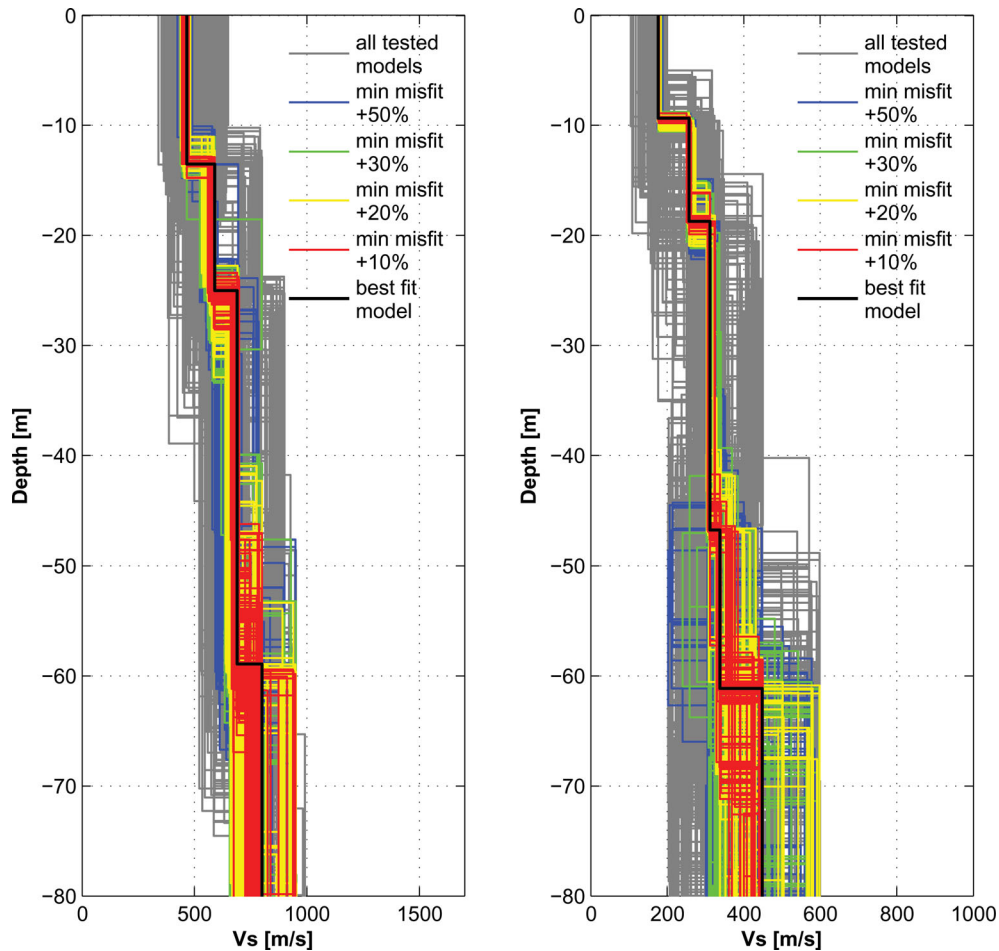 0
−10
−20
−30
−40
−50
−60
−70
−80
Depth [m]
0
500
1000
1500
Vs [m/s]
all tested
models
min misfit
+50%
min misfit
+30%
min misfit
+20%
min misfit
+10%
best fit
model
0
−10
−20
−30
−40
−50
−60
−70
−80
Depth [m]
0
200
400
600
800
1000
Vs [m/s]
all tested
models
min misfit
+50%
min misfit
+30%
min misfit
+20%
min misfit
+10%
best fit
model